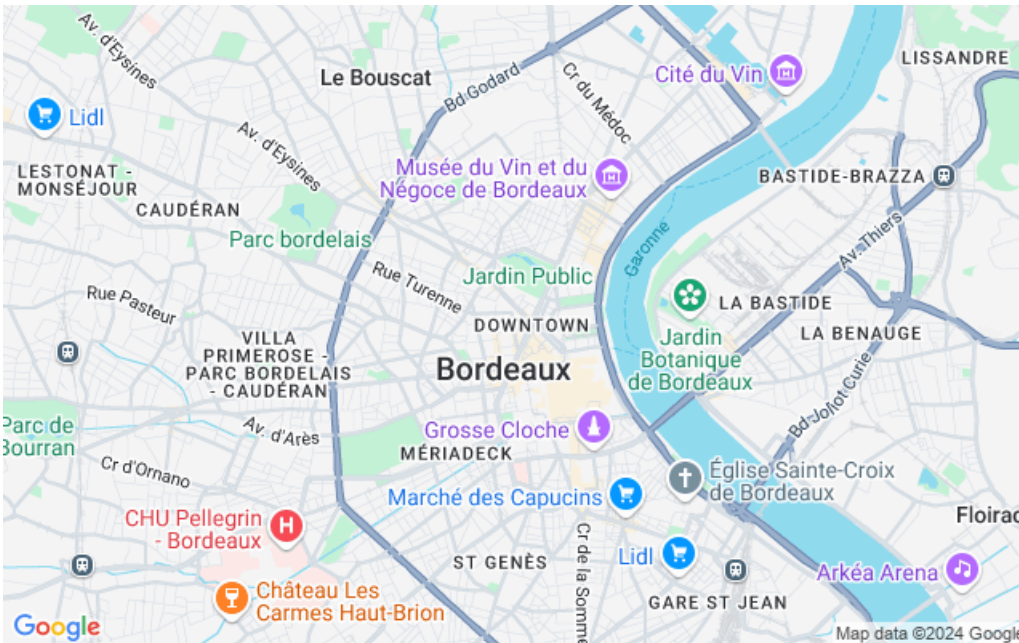 Av. d'Eysines
Le Bouscat
Bd Godard
Cr du Médoc
Cité du Vin
LISSANDRE
Lidl
Av. d'Eysines
LESTONAT -
MONSÉJOUR
CAUDÉRAN
Musée du Vin et du
Négoce de Bordeaux
BASTIDE-BRAZZA
Parc bordelais
Garonne
Av. Thiers
Rue Turenne
Jardin Public
Rue Pasteur
LA BASTIDE
DOWNTOWN
LA BENAUGE
VILLA
PRIMEROSE -
PARC BORDELAIS
- CAUDÉRAN
Jardin
Botanique
de Bordeaux
Bordeaux
Bd Joliot Curie
Parc de
Bourran
Av. d'Arès
Grosse Cloche
MÉRIADECK
Cr d'Ornano
Église Sainte-Croix
de Bordeaux
Marché des Capucins
CHU Pellegrin
- Bordeaux
H
Floirac
Cr de la Somme
ST GENÈS
Lidl
Arkéa Arena
Château Les
Carmes Haut-Brion
GARE ST JEAN
Google
Map data ©2024 Google